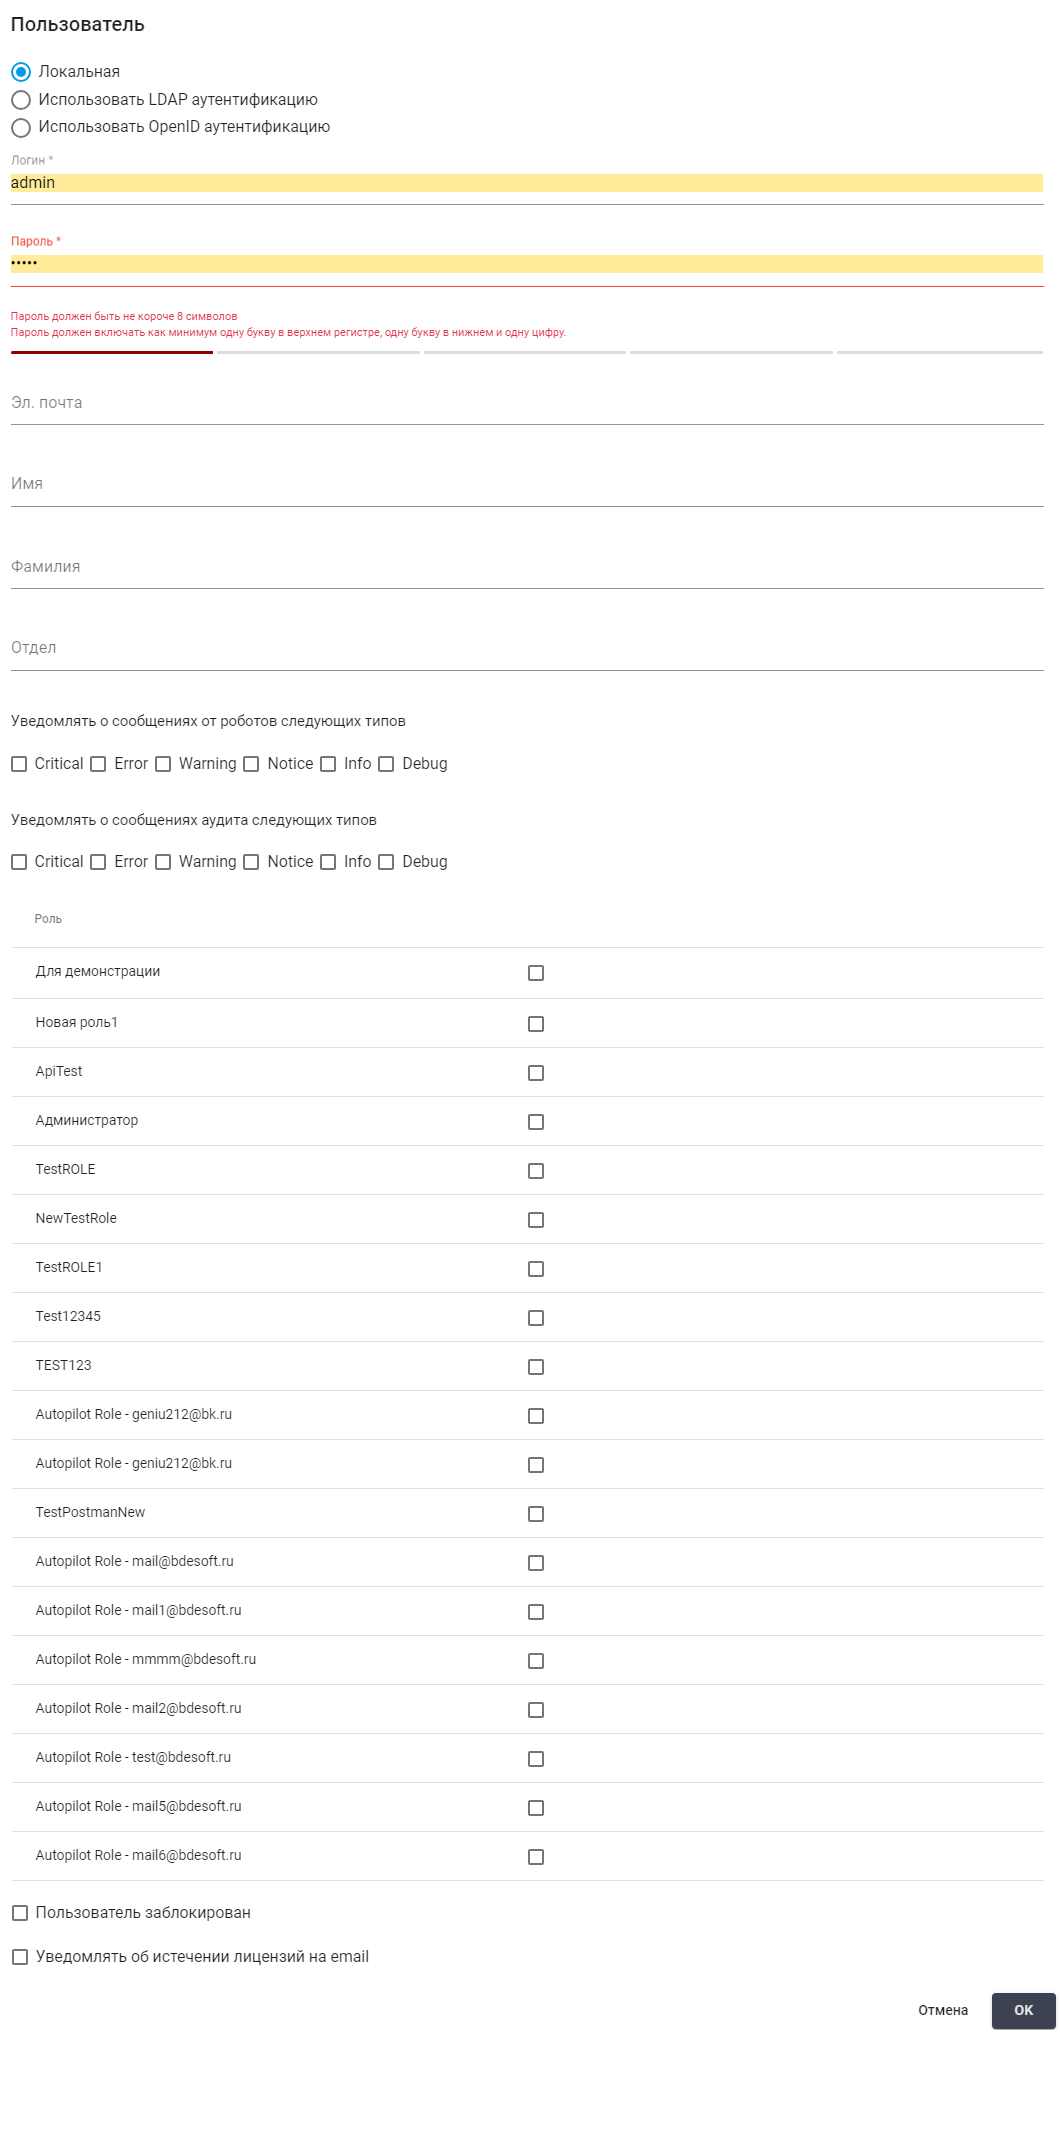 Пользователь
Локальная
Использовать LDAP аутентификацию
Использовать OpenID аутентификацию
Логин *
admin
Пароль *
•••••
Пароль должен быть не короче 8 символов
Пароль должен включать как минимум одну букву в верхнем регистре, одну букву в нижнем и одну цифру.
Эл. почта
Имя
Фамилия
Отдел
Уведомлять о сообщениях от роботов следующих типов
Critical Error Warning Notice Info Debug
Уведомлять о сообщениях аудита следующих типов
Critical Error Warning Notice Info Debug
Роль
Для демонстрации
Новая роль1
ApiTest
Администратор
TestROLE
NewTestRole
TestROLE1
Test12345
TEST123
Autopilot Role - geniu212@bk.ru
Autopilot Role - geniu212@bk.ru
TestPostmanNew
Autopilot Role - mail@bdesoft.ru
Autopilot Role - mail1@bdesoft.ru
Autopilot Role - mmmm@bdesoft.ru
Autopilot Role - mail2@bdesoft.ru
Autopilot Role - test@bdesoft.ru
Autopilot Role - mail5@bdesoft.ru
Autopilot Role - mail6@bdesoft.ru
Пользователь заблокирован
Уведомлять об истечении лицензий на email
Отмена OK